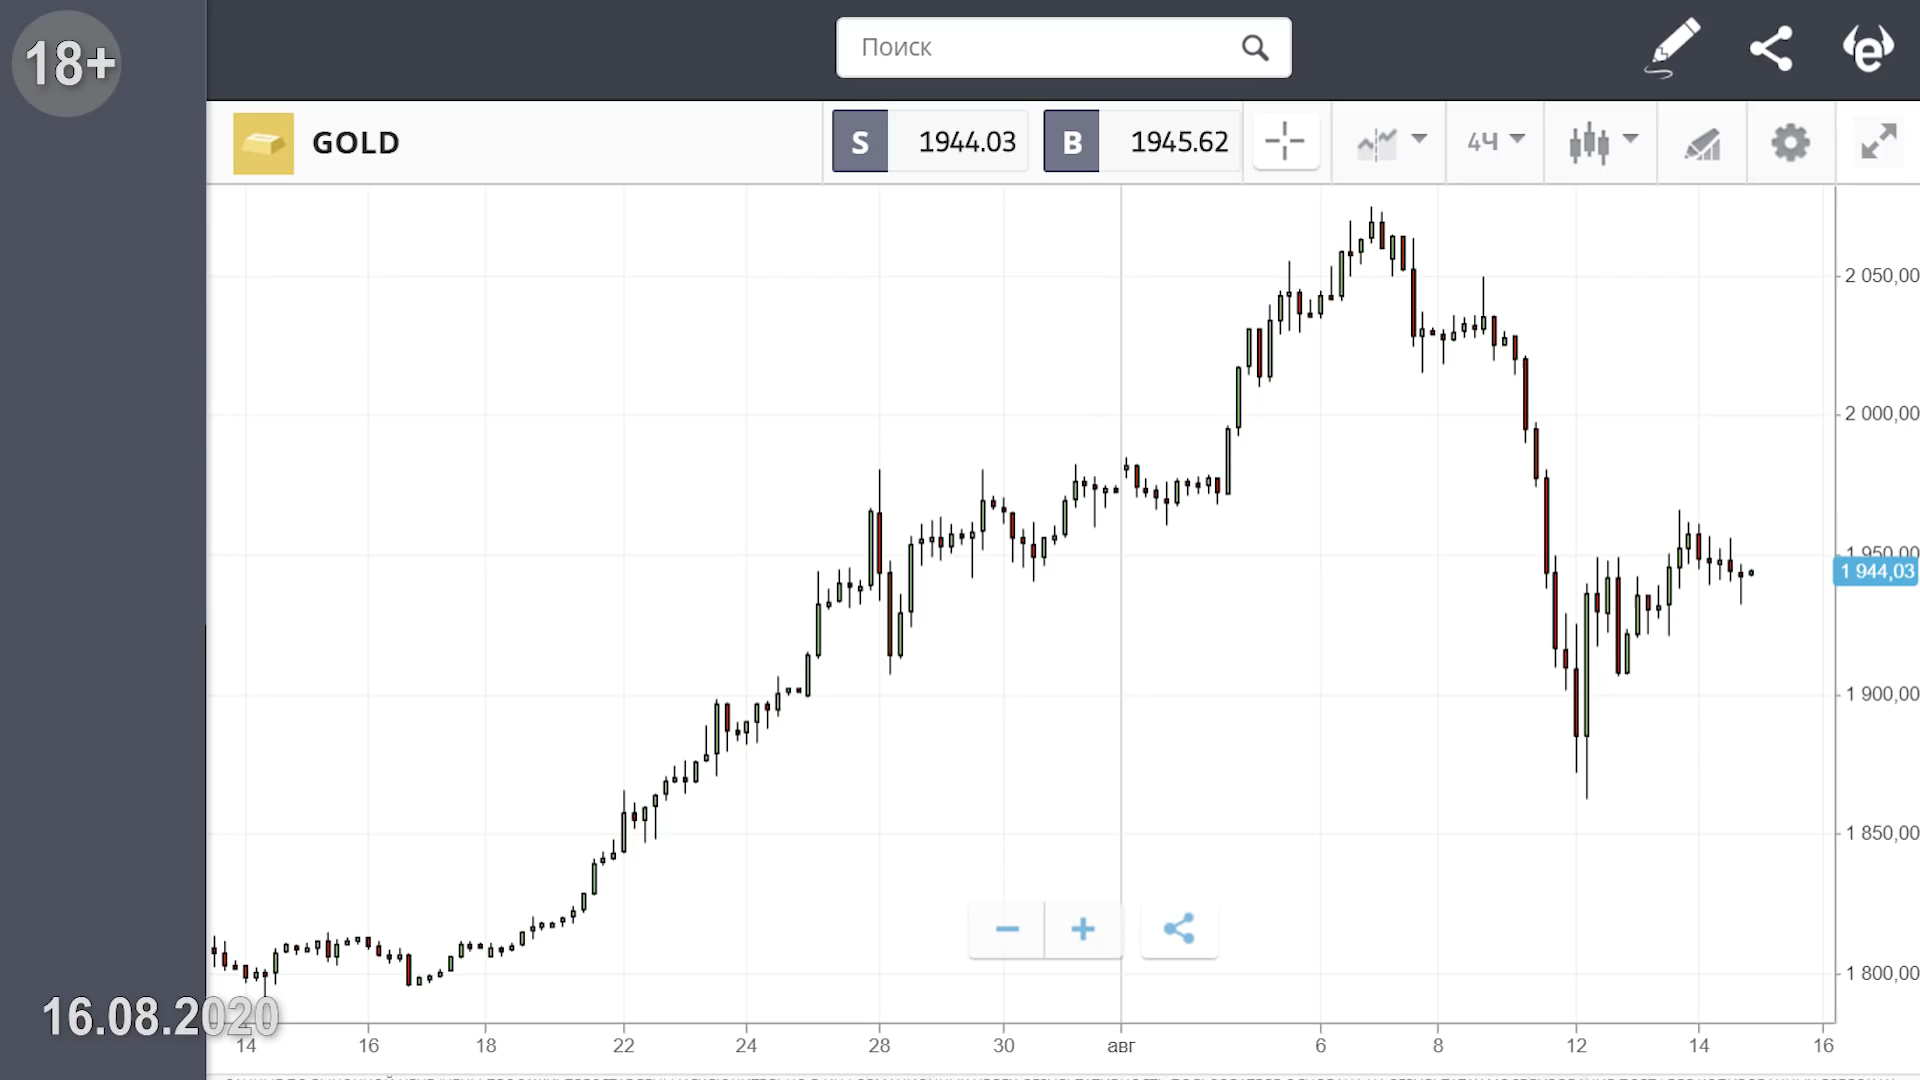 18+
Поиск
GOLD
S 1944.03 B 1945.62 4Ч
2 050,00
2 000,00
1 950,00
1 944,03
1 900,00
1 850,00
1 800,00
16.08.2020
14 16 18 22 24 28 30 авг 6 8 12 14 16